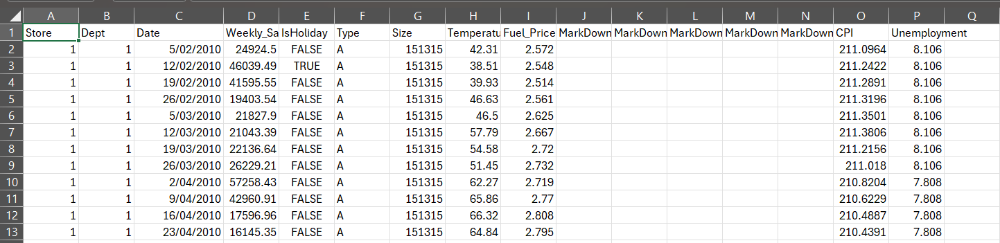 A B C D E F G H I J K L M N O P Q
1 Store Dept Date Weekly_Sa IsHoliday Type Size Temperatu Fuel_Price MarkDown MarkDown MarkDown MarkDown MarkDown CPI Unemployment
2 1 1 5/02/2010 24924.5 FALSE A 151315 42.31 2.572 211.0964 8.106
3 1 1 12/02/2010 46039.49 TRUE A 151315 38.51 2.548 211.2422 8.106
4 1 1 19/02/2010 41595.55 FALSE A 151315 39.93 2.514 211.2891 8.106
5 1 1 26/02/2010 19403.54 FALSE A 151315 46.63 2.561 211.3196 8.106
6 1 1 5/03/2010 21827.9 FALSE A 151315 46.5 2.625 211.3501 8.106
7 1 1 12/03/2010 21043.39 FALSE A 151315 57.79 2.667 211.3806 8.106
8 1 1 19/03/2010 22136.64 FALSE A 151315 54.58 2.72 211.2156 8.106
9 1 1 26/03/2010 26229.21 FALSE A 151315 51.45 2.732 211.018 8.106
10 1 1 2/04/2010 57258.43 FALSE A 151315 62.27 2.719 210.8204 7.808
11 1 1 9/04/2010 42960.91 FALSE A 151315 65.86 2.77 210.6229 7.808
12 1 1 16/04/2010 17596.96 FALSE A 151315 66.32 2.808 210.4887 7.808
13 1 1 23/04/2010 16145.35 FALSE A 151315 64.84 2.795 210.4391 7.808